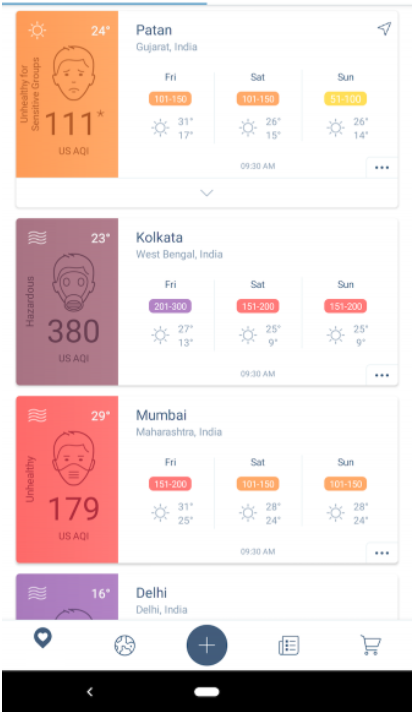 24°
Unhealthy for
Sensitive Groups
111*
US AQI
Patan
Gujarat, India
Fri Sat Sun
101-150 101-150 51-100
31° 26° 26°
17° 15° 14°
09:30 AM
23°
Hazardous
380
US AQI
Kolkata
West Bengal, India
Fri Sat Sun
201-300 151-200 151-200
27° 25° 25°
13° 9° 9°
09:30 AM
29°
Unhealthy
179
US AQI
Mumbai
Maharashtra, India
Fri Sat Sun
151-200 101-150 101-150
31° 28° 28°
25° 24° 24°
09:30 AM
16°
Delhi
Delhi, India